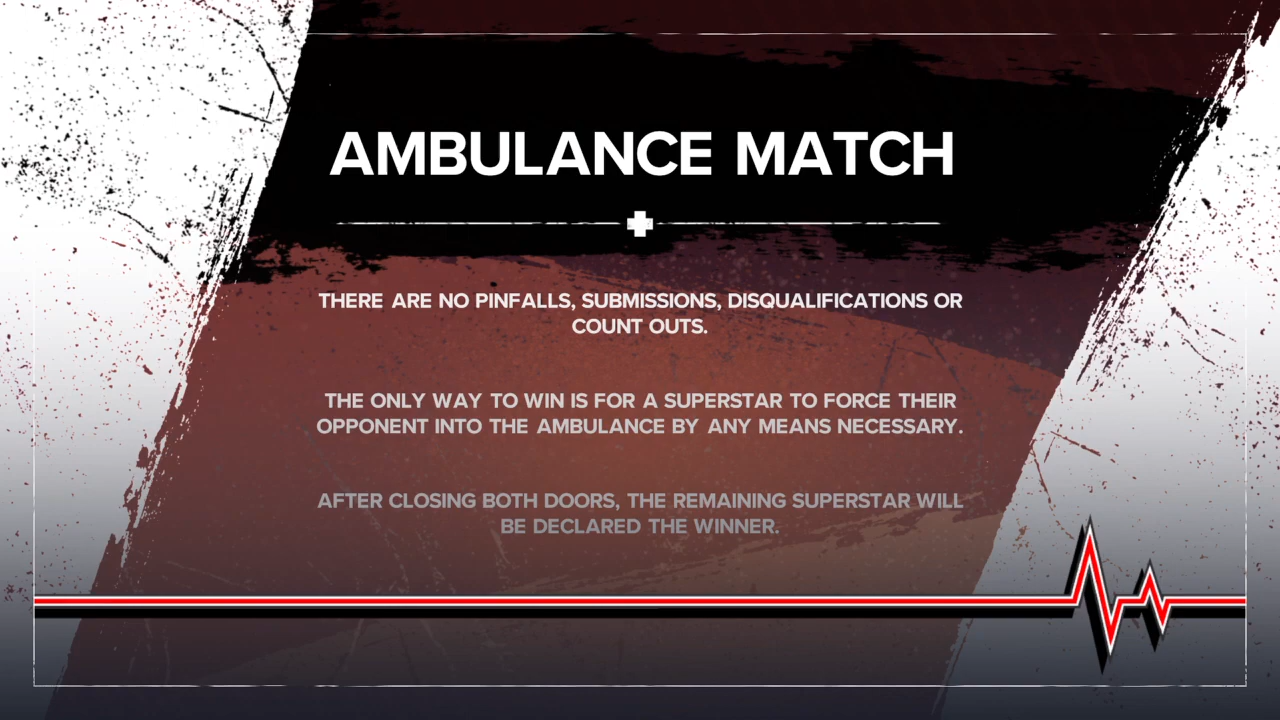 AMBULANCE MATCH
THERE ARE NO PINFALLS, SUBMISSIONS, DISQUALIFICATIONS OR
COUNT OUTS.
THE ONLY WAY TO WIN IS FOR A SUPERSTAR TO FORCE THEIR
OPPONENT INTO THE AMBULANCE BY ANY MEANS NECESSARY.
AFTER CLOSING BOTH DOORS, THE REMAINING SUPERSTAR WILL
BE DECLARED THE WINNER.